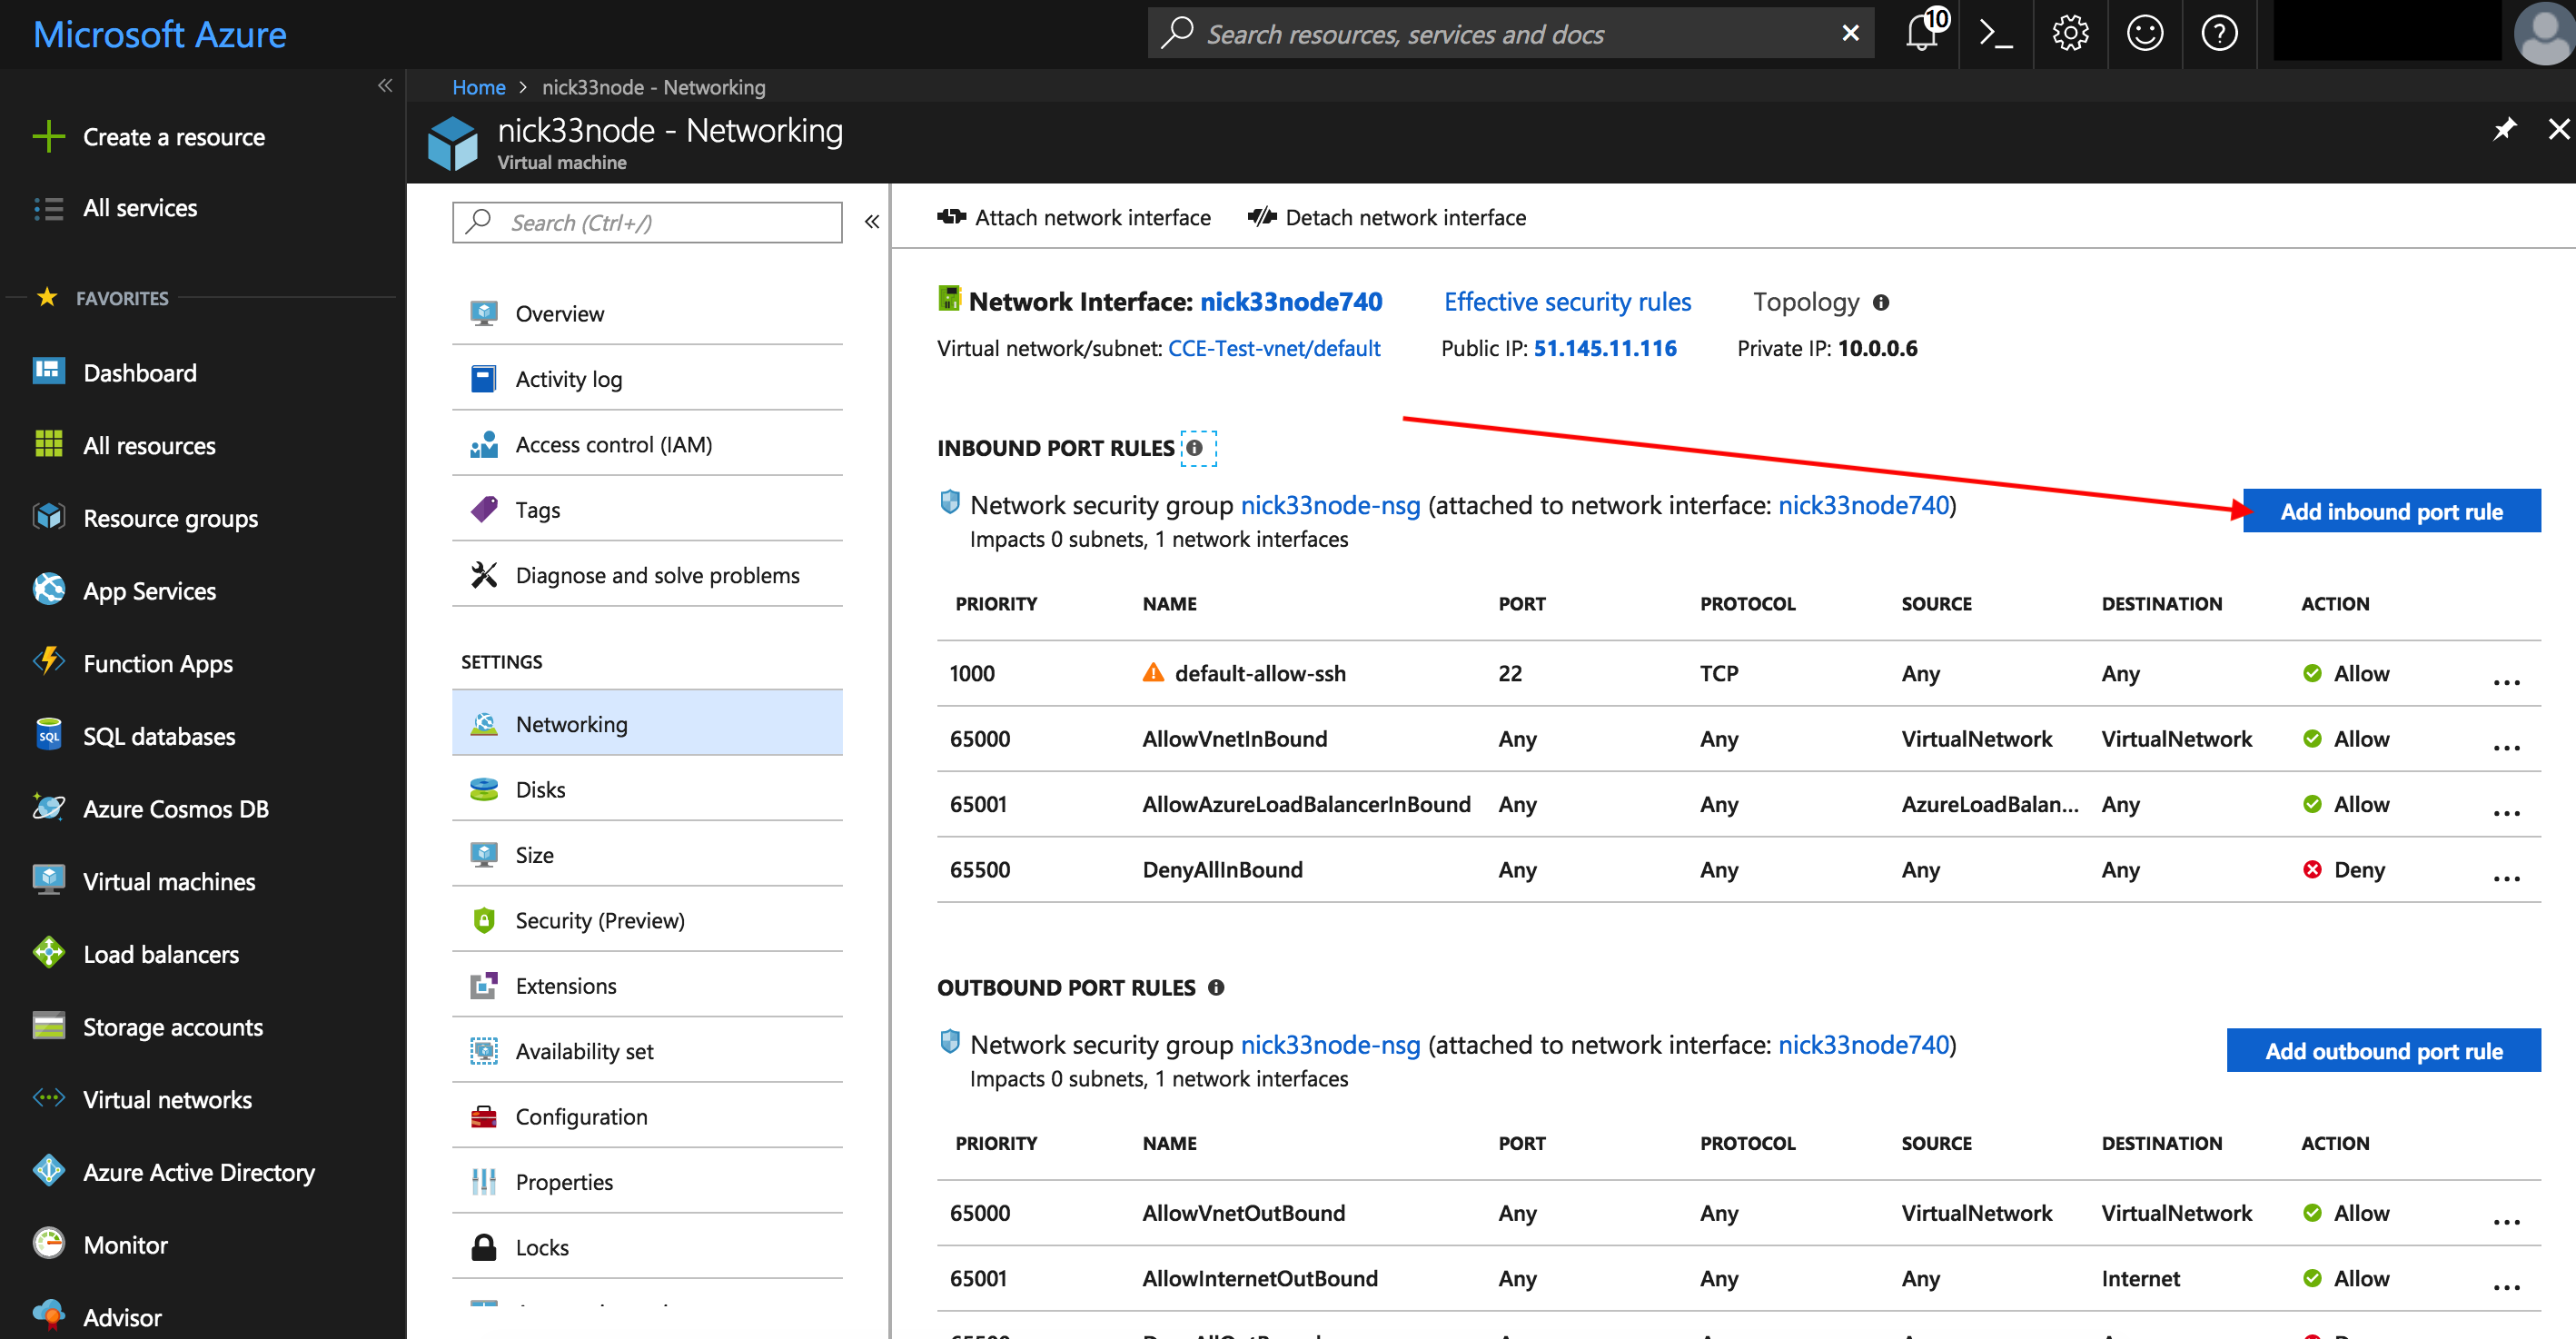 Microsoft Azure
Search resources, services and docs
10
Home > nick33node - Networking
nick33node - Networking
Virtual machine
Create a resource
All services
FAVORITES
Dashboard
All resources
Resource groups
App Services
Function Apps
SQL databases
Azure Cosmos DB
Virtual machines
Load balancers
Storage accounts
Virtual networks
Azure Active Directory
Monitor
Advisor
Search (Ctrl+/)
Overview
Activity log
Access control (IAM)
Tags
Diagnose and solve problems
SETTINGS
Networking
Disks
Size
Security (Preview)
Extensions
Availability set
Configuration
Properties
Locks
Attach network interface Detach network interface
Network Interface: nick33node740 Effective security rules Topology
Virtual network/subnet: CCE-Test-vnet/default Public IP: 51.145.11.116 Private IP: 10.0.0.6
INBOUND PORT RULES
Network security group nick33node-nsg (attached to network interface: nick33node740)
Impacts 0 subnets, 1 network interfaces
Add inbound port rule
PRIORITY NAME PORT PROTOCOL SOURCE DESTINATION ACTION
1000 default-allow-ssh 22 TCP Any Any Allow ...
65000 AllowVnetInBound Any Any VirtualNetwork VirtualNetwork Allow ...
65001 AllowAzureLoadBalancerInBound Any Any AzureLoadBalan... Any Allow ...
65500 DenyAllInBound Any Any Any Any Deny ...
OUTBOUND PORT RULES
Network security group nick33node-nsg (attached to network interface: nick33node740)
Impacts 0 subnets, 1 network interfaces
Add outbound port rule
PRIORITY NAME PORT PROTOCOL SOURCE DESTINATION ACTION
65000 AllowVnetOutBound Any Any VirtualNetwork VirtualNetwork Allow ...
65001 AllowInternetOutBound Any Any Any Internet Allow ...